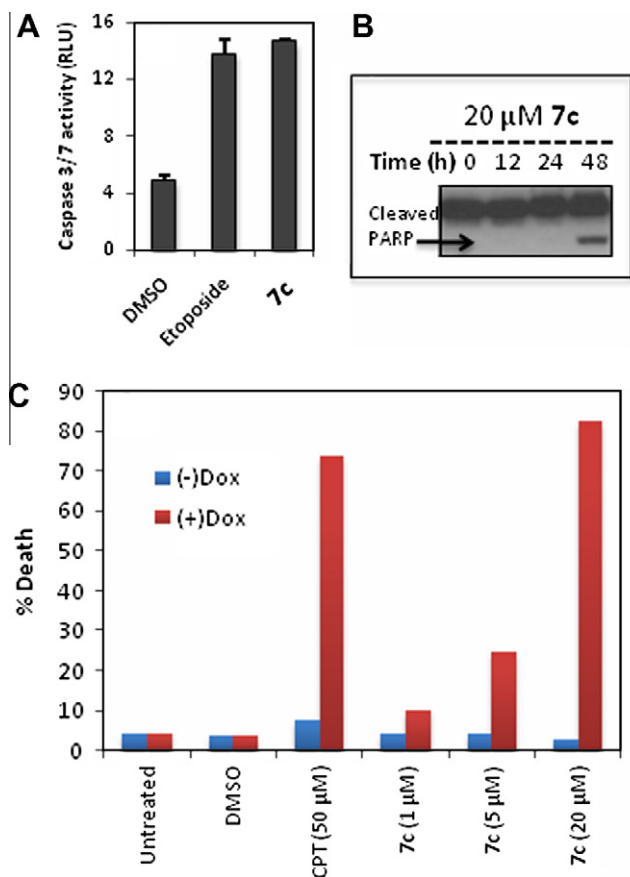 A
Caspase 3/7 activity (RLU)
16
12
8
4
0
DMSO
Etoposide
7c
B
20 μM 7c
Time (h) 0 12 24 48
Cleaved
PARP
C
% Death
90
80
70
60
50
40
30
20
10
0
(-)Dox
(+)Dox
Untreated
DMSO
CPT (50 μM)
7c (1 μM)
7c (5 μM)
7c (20 μM)